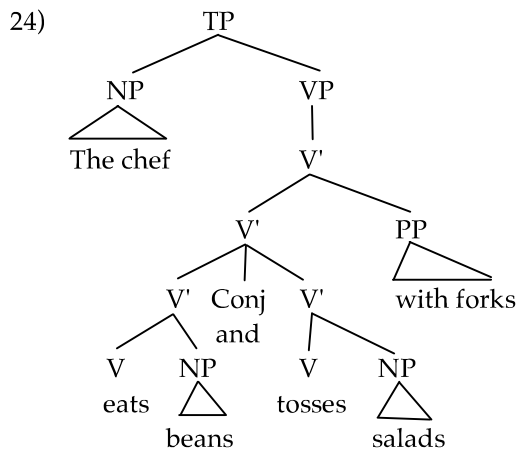 24) TP
NP VP
The chef
V'
V' PP
V' Conj V' with forks
and
V NP V NP
eats tosses
beans salads